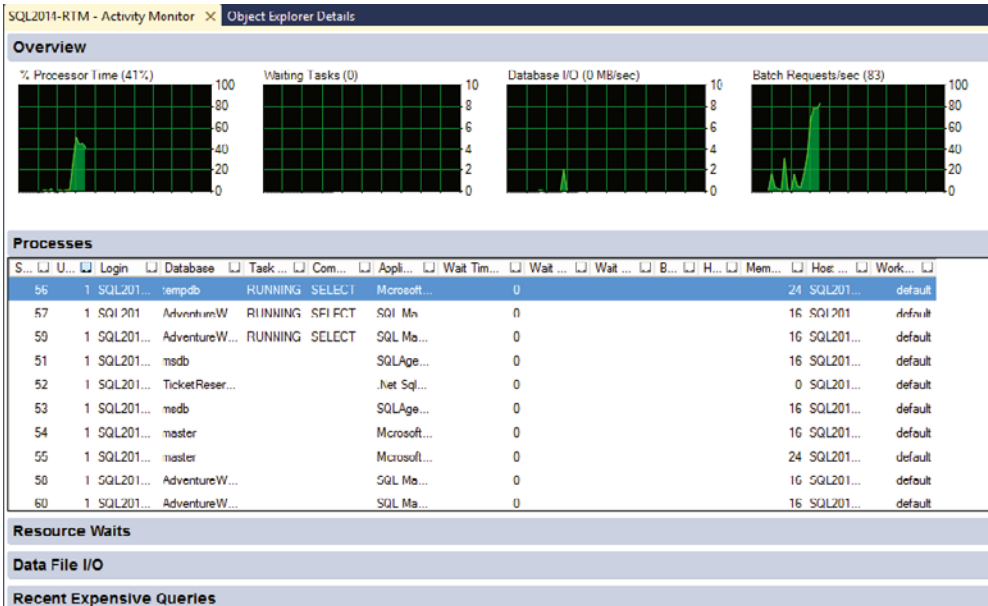 SQL2014-RTM - Activity Monitor × Object Explorer Details
Overview
% Processor Time (41%)
100
80
60
40
20
0
Waiting Tasks (0)
10
8
6
4
2
0
Database I/O (0 MB/sec)
10
8
6
4
2
0
Batch Requests/sec (83)
100
80
60
40
20
0
Processes
S... U... Login Database Task ... Com... Appli... Wait Tim... Wait ... Wait ... B... H... Mem... Host ... Work...
56 1 SQL201... tempdb RUNNING SELECT Microsoft... 0 24 SQL201... default
57 1 SQL201 AdventureW RUNNING SELECT SQL Ma 0 16 SQL201 default
59 1 SQL201... AdventureW... RUNNING SELECT SQL Ma... 0 16 SQL201... default
51 1 SQL201... msdb SQLAge... 0 16 SQL201... default
52 1 SQL201... TicketReser... .Net Sql... 0 0 SQL201... default
53 1 SQL201... msdb SQLAge... 0 16 SQL201... default
54 1 SQL201... master Microsoft... 0 16 SQL201... default
55 1 SQL201... master Microsoft... 0 24 SQL201... default
58 1 SQL201... AdventureW... SQL Ma... 0 16 SQL201... default
60 1 SQL201... AdventureW... SQL Ma... 0 16 SQL201... default
Resource Waits
Data File I/O
Recent Expensive Queries